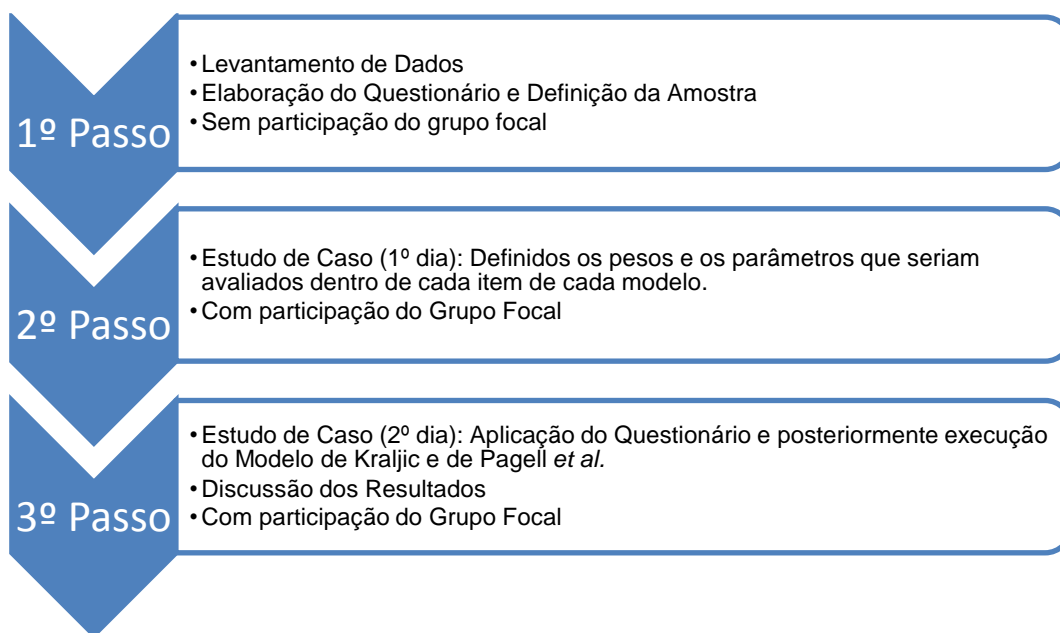 1º Passo
•Levantamento de Dados
•Elaboração do Questionário e Definição da Amostra
•Sem participação do grupo focal
2º Passo
•Estudo de Caso (1º dia): Definidos os pesos e os parâmetros que seriam
avaliados dentro de cada item de cada modelo.
•Com participação do Grupo Focal
3º Passo
•Estudo de Caso (2º dia): Aplicação do Questionário e posteriormente execução
do Modelo de Kraljic e de Pagell et al.
•Discussão dos Resultados
•Com participação do Grupo Focal